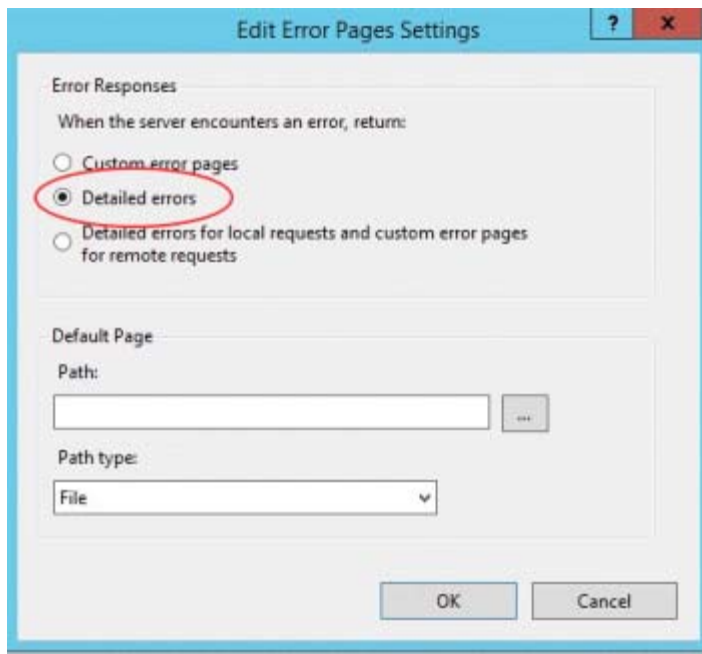 Edit Error Pages Settings
?
x
Error Responses
When the server encounters an error, return:
Custom error pages
Detailed errors
Detailed errors for local requests and custom error pages
for remote requests
Default Page
Path:
...
Path type:
File
OK
Cancel